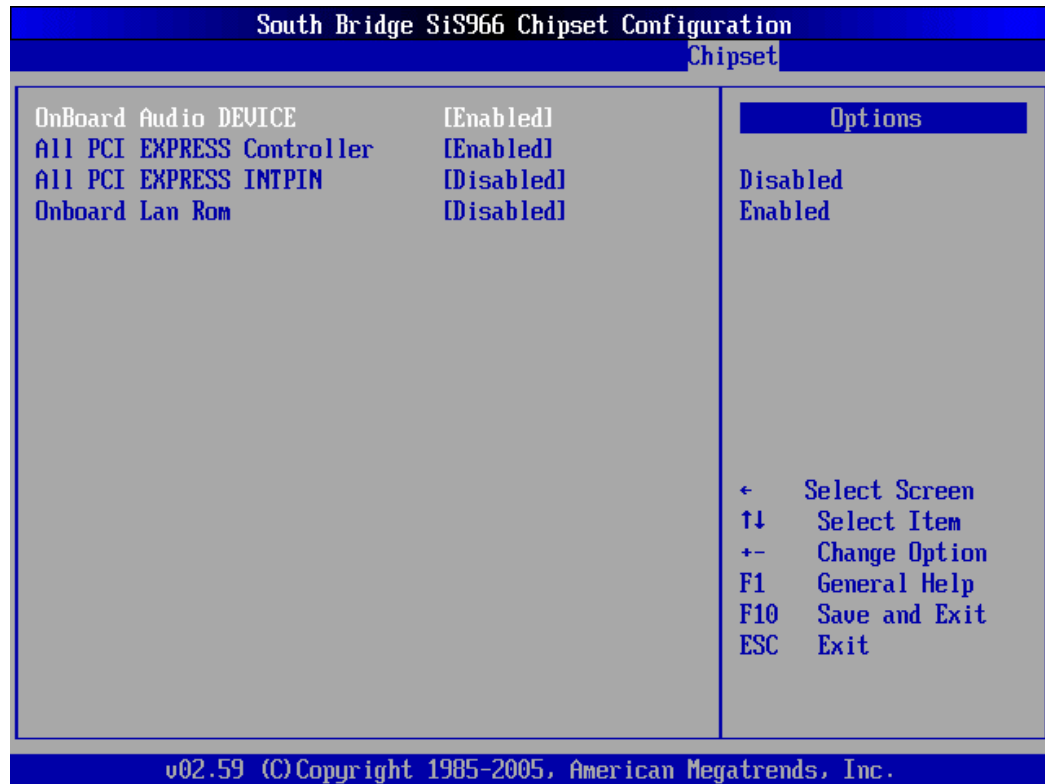 South Bridge SiS966 Chipset Configuration
Chipset
OnBoard Audio DEVICE [Enabled]
All PCI EXPRESS Controller [Enabled]
All PCI EXPRESS INTPIN [Disabled]
Onboard Lan Rom [Disabled]
Options
Disabled
Enabled
← Select Screen
↑↓ Select Item
+- Change Option
F1 General Help
F10 Save and Exit
ESC Exit
v02.59 (C)Copyright 1985-2005, American Megatrends, Inc.